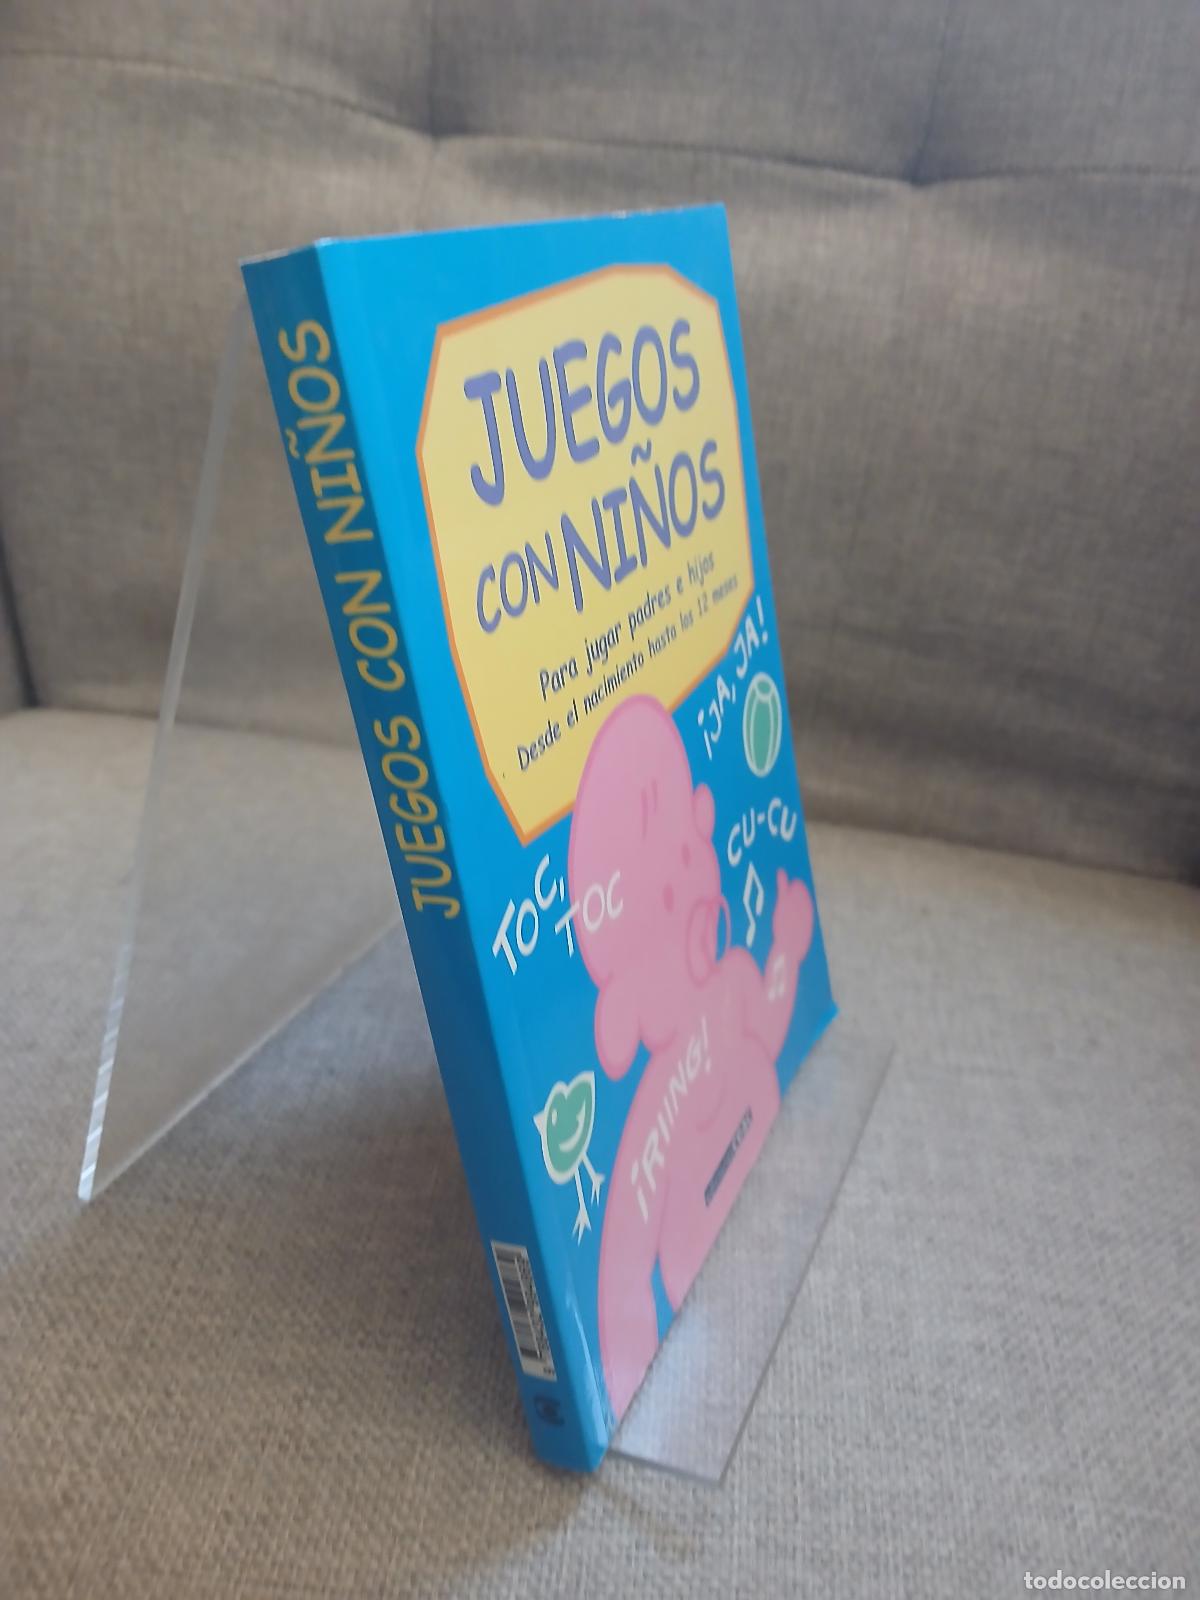 JUEGOS CON NIÑOS
JUEGOS
CON NIÑOS
Para jugar padres e hijos
Desde el nacimiento hasta los 12 meses
¡JA, JA!
CU-CU
TOC,
TOC
¡RIING!
todocoleccion